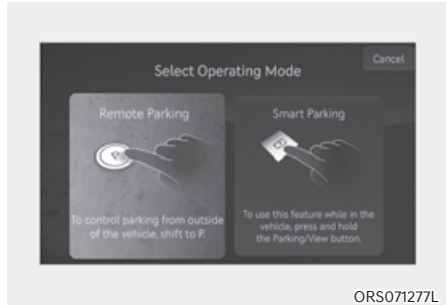 Cancel
Select Operating Mode
Remote Parking
P
To control parking from outside
of the vehicle, shift to P.
Smart Parking
To use this feature while in the
vehicle, press and hold
the Parking/View button.
ORS071277L